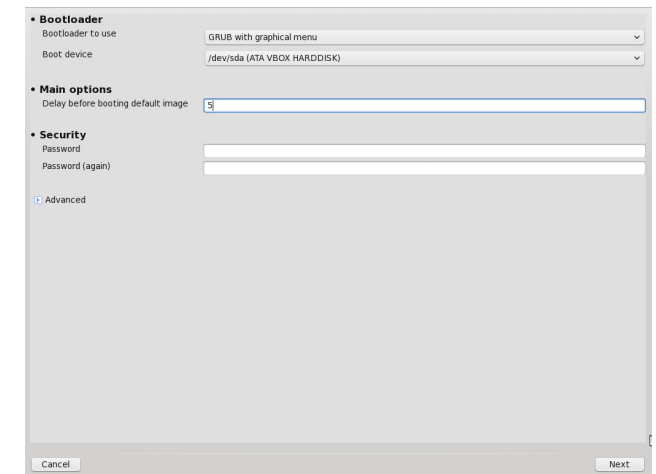 • Bootloader
Bootloader to use GRUB with graphical menu
Boot device /dev/sda (ATA VBOX HARDDISK)
• Main options
Delay before booting default image 5
• Security
Password
Password (again)
Advanced
Cancel Next